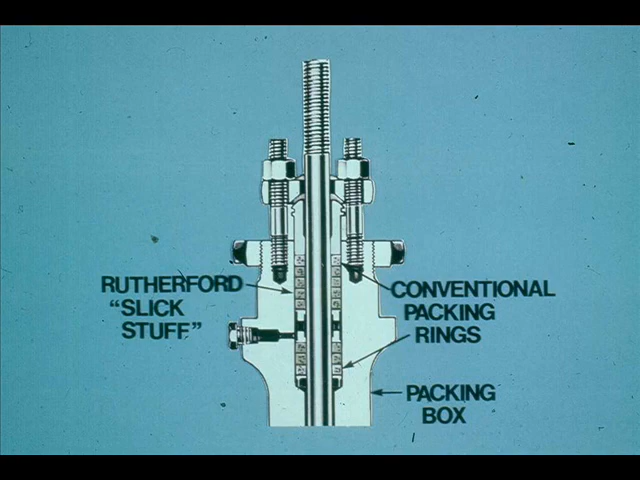 RUTHERFORD
"SLICK
STUFF"
CONVENTIONAL
PACKING
RINGS
PACKING
BOX